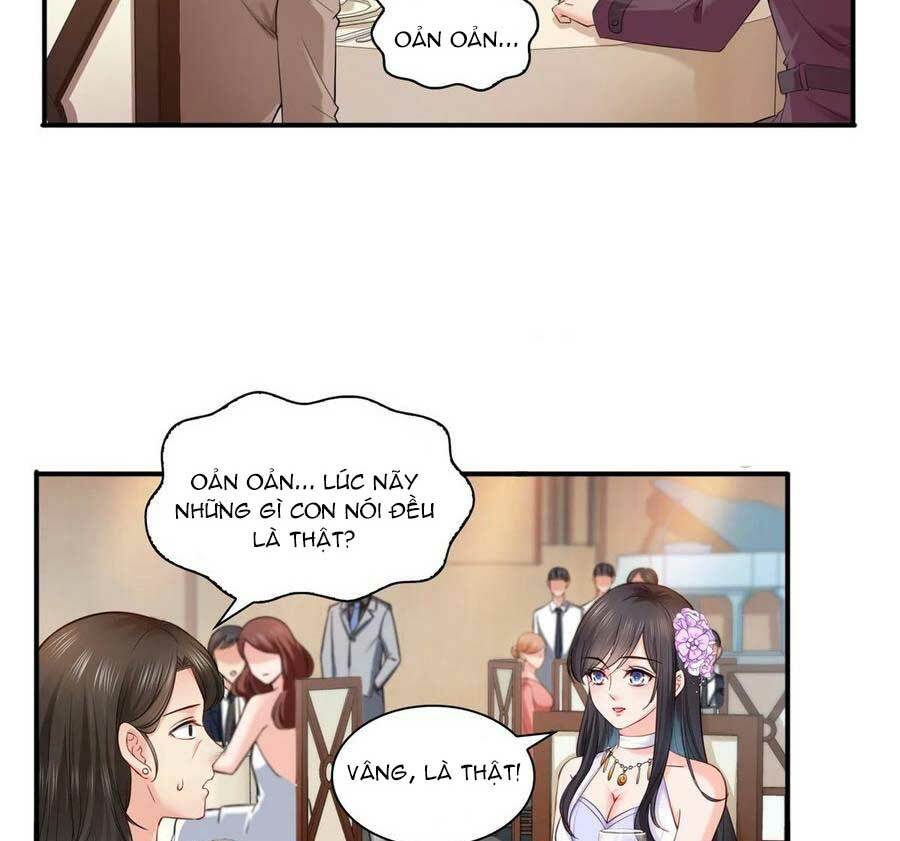 OẢN OẢN...
OẢN OẢN... LÚC NÃY
NHỮNG GÌ CON NÓI ĐỀU
LÀ THẬT?
VÂNG, LÀ THẬT!